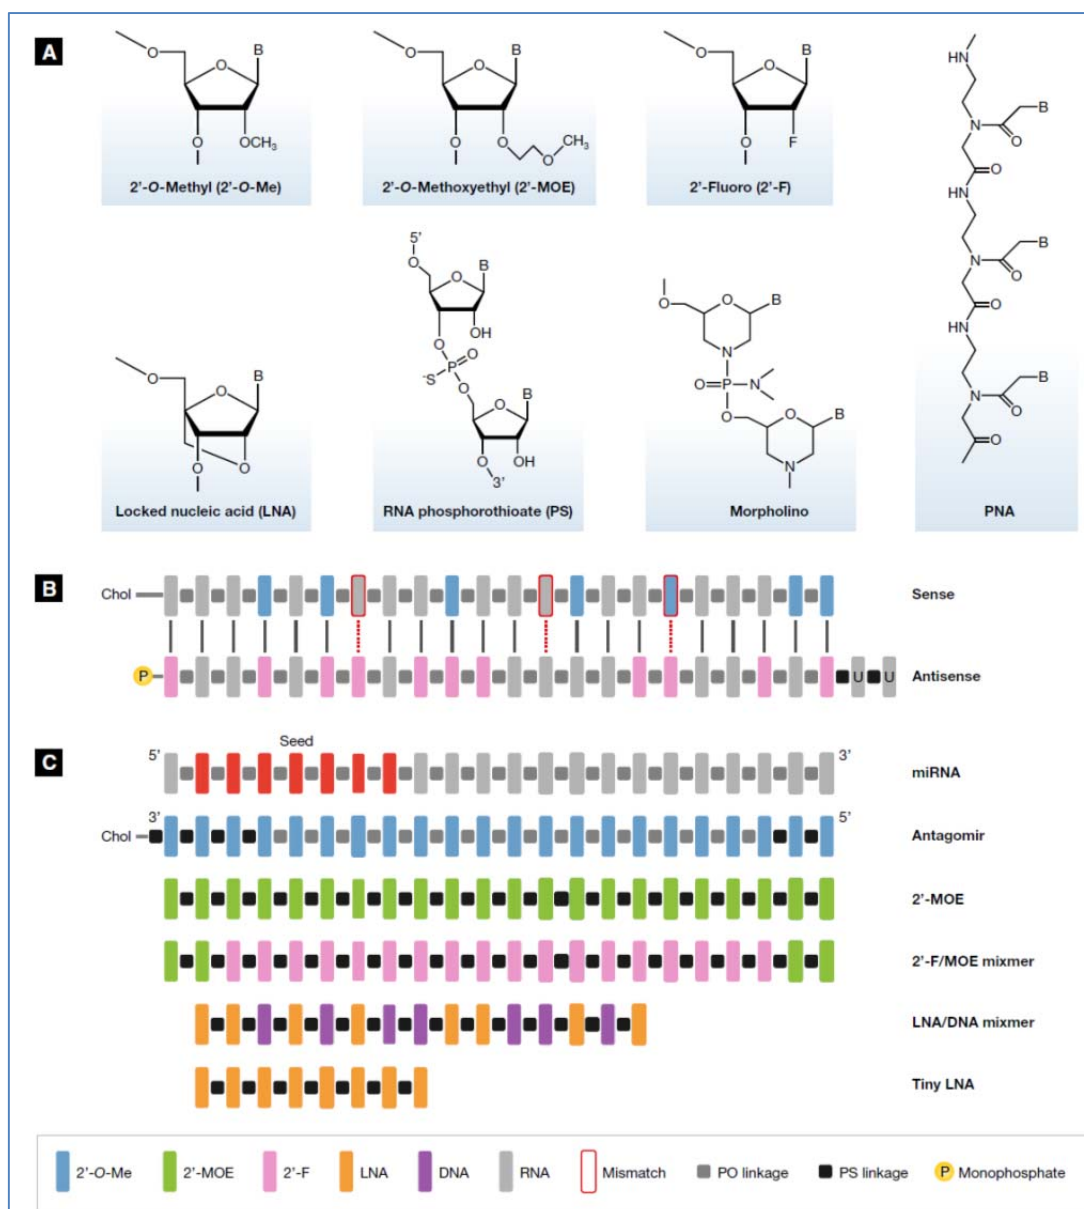 A
O
O
B
O
OCH3
2'-O-Methyl (2'-O-Me)
O
O
B
O
O
O
CH3
2'-O-Methoxyethyl (2'-MOE)
O
O
B
O
F
2'-Fluoro (2'-F)
HN
N
B
O
O
HN
N
B
O
O
HN
N
B
O
O
PNA
O
O
B
O
O
Locked nucleic acid (LNA)
5'
O
O
B
O
OH
-S
P
O
O
O
B
O
OH
3'
RNA phosphorothioate (PS)
O
O
B
N
O=P
N
O
O
B
N
Morpholino
B
Chol
Sense
P
U
U
Antisense
C
Seed
5'
3'
miRNA
3'
5'
Chol
Antagomir
2'-MOE
2'-F/MOE mixmer
LNA/DNA mixmer
Tiny LNA
2'-O-Me
2'-MOE
2'-F
LNA
DNA
RNA
Mismatch
PO linkage
PS linkage
P
Monophosphate